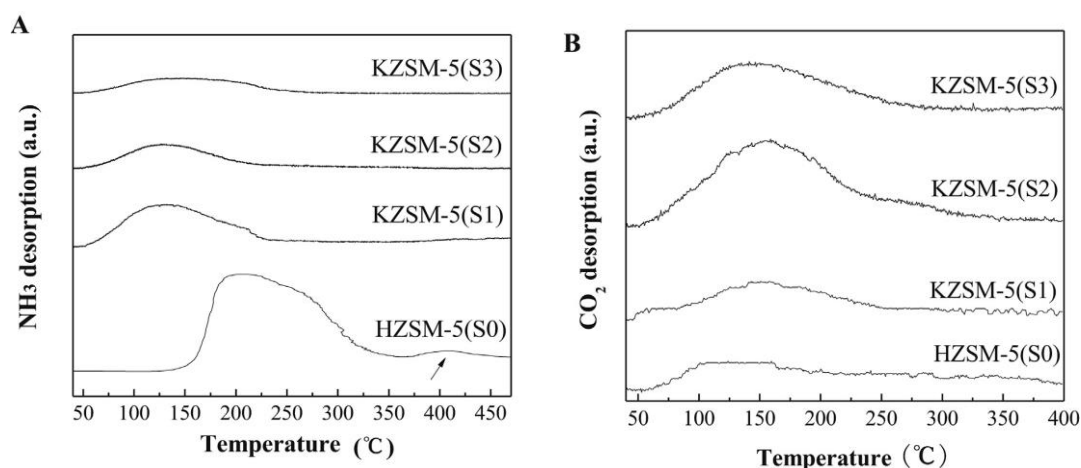 A
NH₃ desorption (a.u.)
KZSM-5(S3)
KZSM-5(S2)
KZSM-5(S1)
HZSM-5(S0)
50 100 150 200 250 300 350 400 450
Temperature (℃)
B
CO₂ desorption (a.u.)
KZSM-5(S3)
KZSM-5(S2)
KZSM-5(S1)
HZSM-5(S0)
50 100 150 200 250 300 350 400
Temperature（℃）